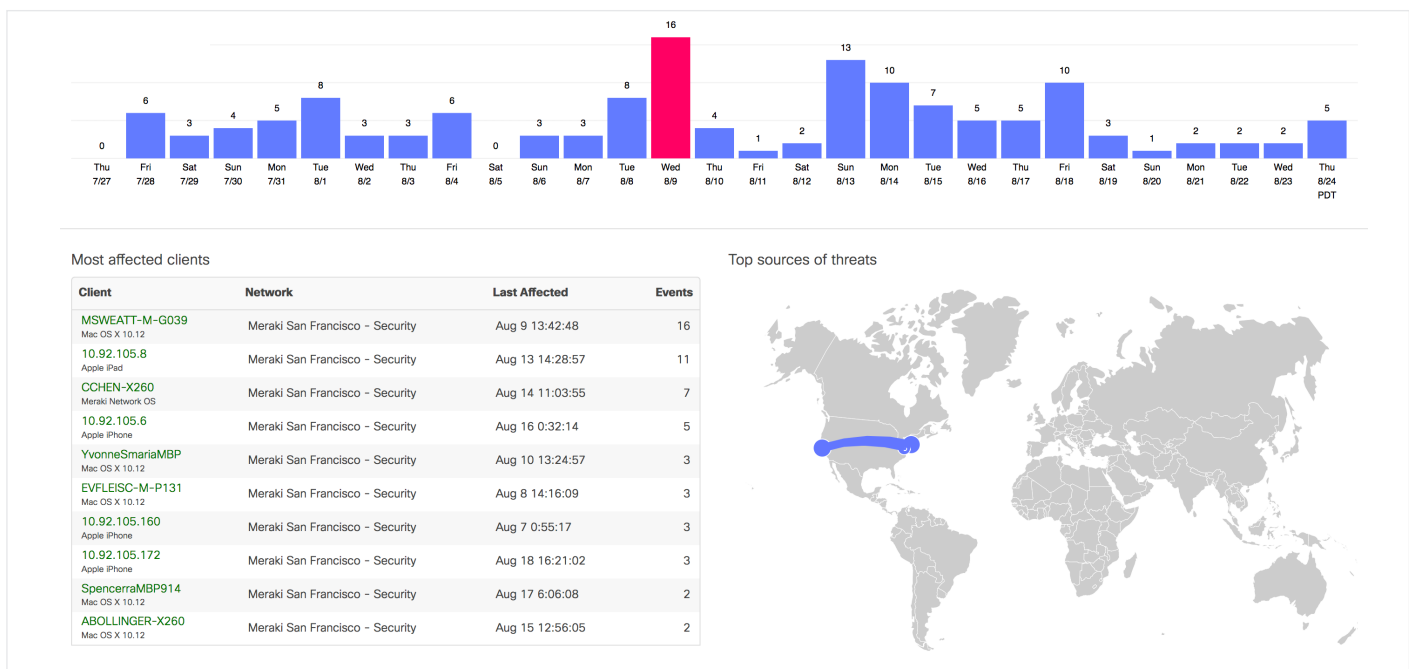 16
13
10
10
8
8
7
6
6
5
5
5
5
4
4
3
3
3
3
3
3
2
2
2
2
1
1
0
0
Thu Fri Sat Sun Mon Tue Wed Thu Fri Sat Sun Mon Tue Wed Thu Fri Sat Sun Mon Tue Wed Thu Fri Sat Sun Mon Tue Wed Thu
7/27 7/28 7/29 7/30 7/31 8/1 8/2 8/3 8/4 8/5 8/6 8/7 8/8 8/9 8/10 8/11 8/12 8/13 8/14 8/15 8/16 8/17 8/18 8/19 8/20 8/21 8/22 8/23 8/24
PDT
Most affected clients
Client Network Last Affected Events
MSWEATT-M-G039 Meraki San Francisco - Security Aug 9 13:42:48 16
Mac OS X 10.12
10.92.105.8 Meraki San Francisco - Security Aug 13 14:28:57 11
Apple iPad
CCHEN-X260 Meraki San Francisco - Security Aug 14 11:03:55 7
Meraki Network OS
10.92.105.6 Meraki San Francisco - Security Aug 16 0:32:14 5
Apple iPhone
YvonneSmariaMBP Meraki San Francisco - Security Aug 10 13:24:57 3
Mac OS X 10.12
EVFLEISC-M-P131 Meraki San Francisco - Security Aug 8 14:16:09 3
Mac OS X 10.12
10.92.105.160 Meraki San Francisco - Security Aug 7 0:55:17 3
Apple iPhone
10.92.105.172 Meraki San Francisco - Security Aug 18 16:21:02 3
Apple iPhone
SpencerraMBP914 Meraki San Francisco - Security Aug 17 6:06:08 2
Mac OS X 10.12
ABOLLINGER-X260 Meraki San Francisco - Security Aug 15 12:56:05 2
Mac OS X 10.12
Top sources of threats